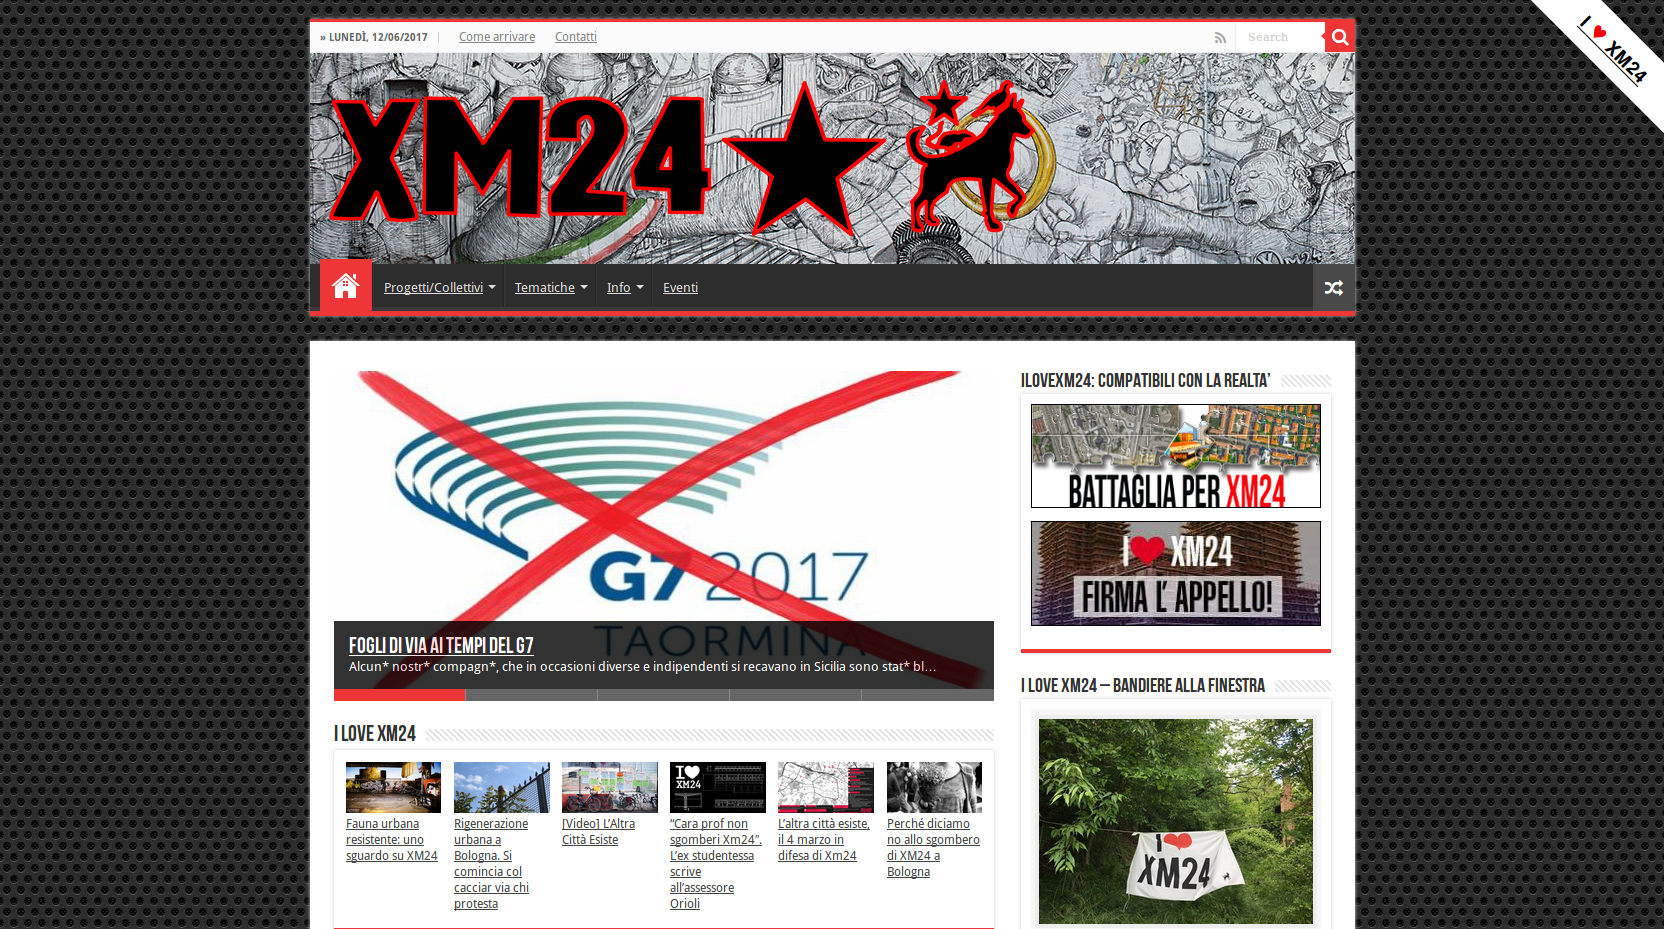 » LUNEDÌ, 12/06/2017
Come arrivare
Contatti
Search
I ♥ XM24
XM24
Progetti/Collettivi
Tematiche
Info
Eventi
G7 2017
TAORMINA
FOGLI DI VIA AI TEMPI DEL G7
Alcun* nostr* compagn*, che in occasioni diverse e indipendenti si recavano in Sicilia sono stat* bl…
I LOVE XM24
I ♥
XM24
Fauna urbana
resistente: uno
sguardo su XM24
Rigenerazione
urbana a
Bologna. Si
comincia col
cacciar via chi
protesta
[Video] L’Altra
Città Esiste
“Cara prof non
sgomberi Xm24”.
L’ex studentessa
scrive
all’assessore
Orioli
L’altra città esiste,
il 4 marzo in
difesa di Xm24
Perché diciamo
no allo sgombero
di XM24 a
Bologna
ILOVEXM24: COMPATIBILI CON LA REALTA’
BATTAGLIA PER XM24
I ♥ XM24
FIRMA L'APPELLO!
I LOVE XM24 – BANDIERE ALLA FINESTRA
I ♥
XM24